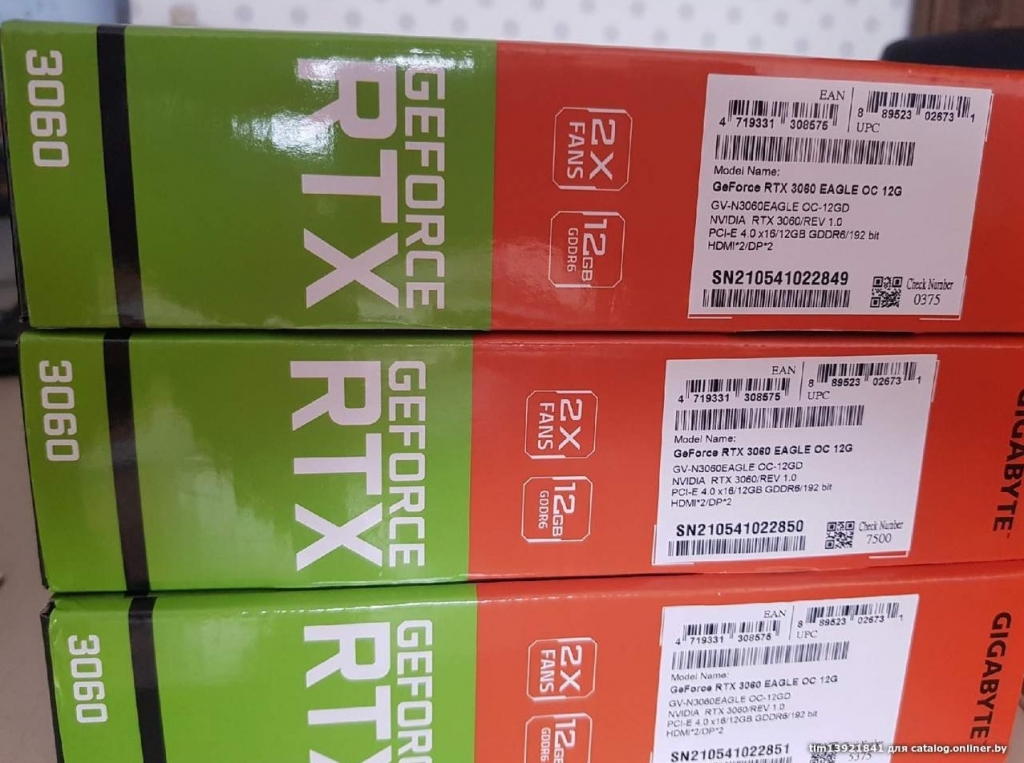 3060
GEFORCE
RTX
2X
FANS
12GB
GDDR6
EAN
4 719331 308575
8 89523 02673 1
UPC
Model Name:
GeForce RTX 3060 EAGLE OC 12G
GV-N3060EAGLE OC-12GD
NVIDIA RTX 3060/REV 1.0
PCI-E 4.0 x16/12GB GDDR6/192 bit
HDMI*2/DP*2
SN210541022849
Check Number
0375
3060
GEFORCE
RTX
2X
FANS
12GB
GDDR6
EAN
4 719331 308575
8 89523 02673 1
UPC
Model Name:
GeForce RTX 3060 EAGLE OC 12G
GV-N3060EAGLE OC-12GD
NVIDIA RTX 3060/REV 1.0
PCI-E 4.0 x16/12GB GDDR6/192 bit
HDMI*2/DP*2
SN210541022850
Check Number
7500
GIGABYTE™
3060
GEFORCE
RTX
2X
FANS
12GB
GDDR6
EAN
4 719331 308575
8 89523 02673 1
UPC
Model Name:
GeForce RTX 3060 EAGLE OC 12G
GV-N3060EAGLE OC-12GD
NVIDIA RTX 3060/REV 1.0
PCI-E 4.0 x16/12GB GDDR6/192 bit
HDMI*2/DP*2
SN210541022851
5375
GIGABYTE
tim13921841 для catalog.onliner.by